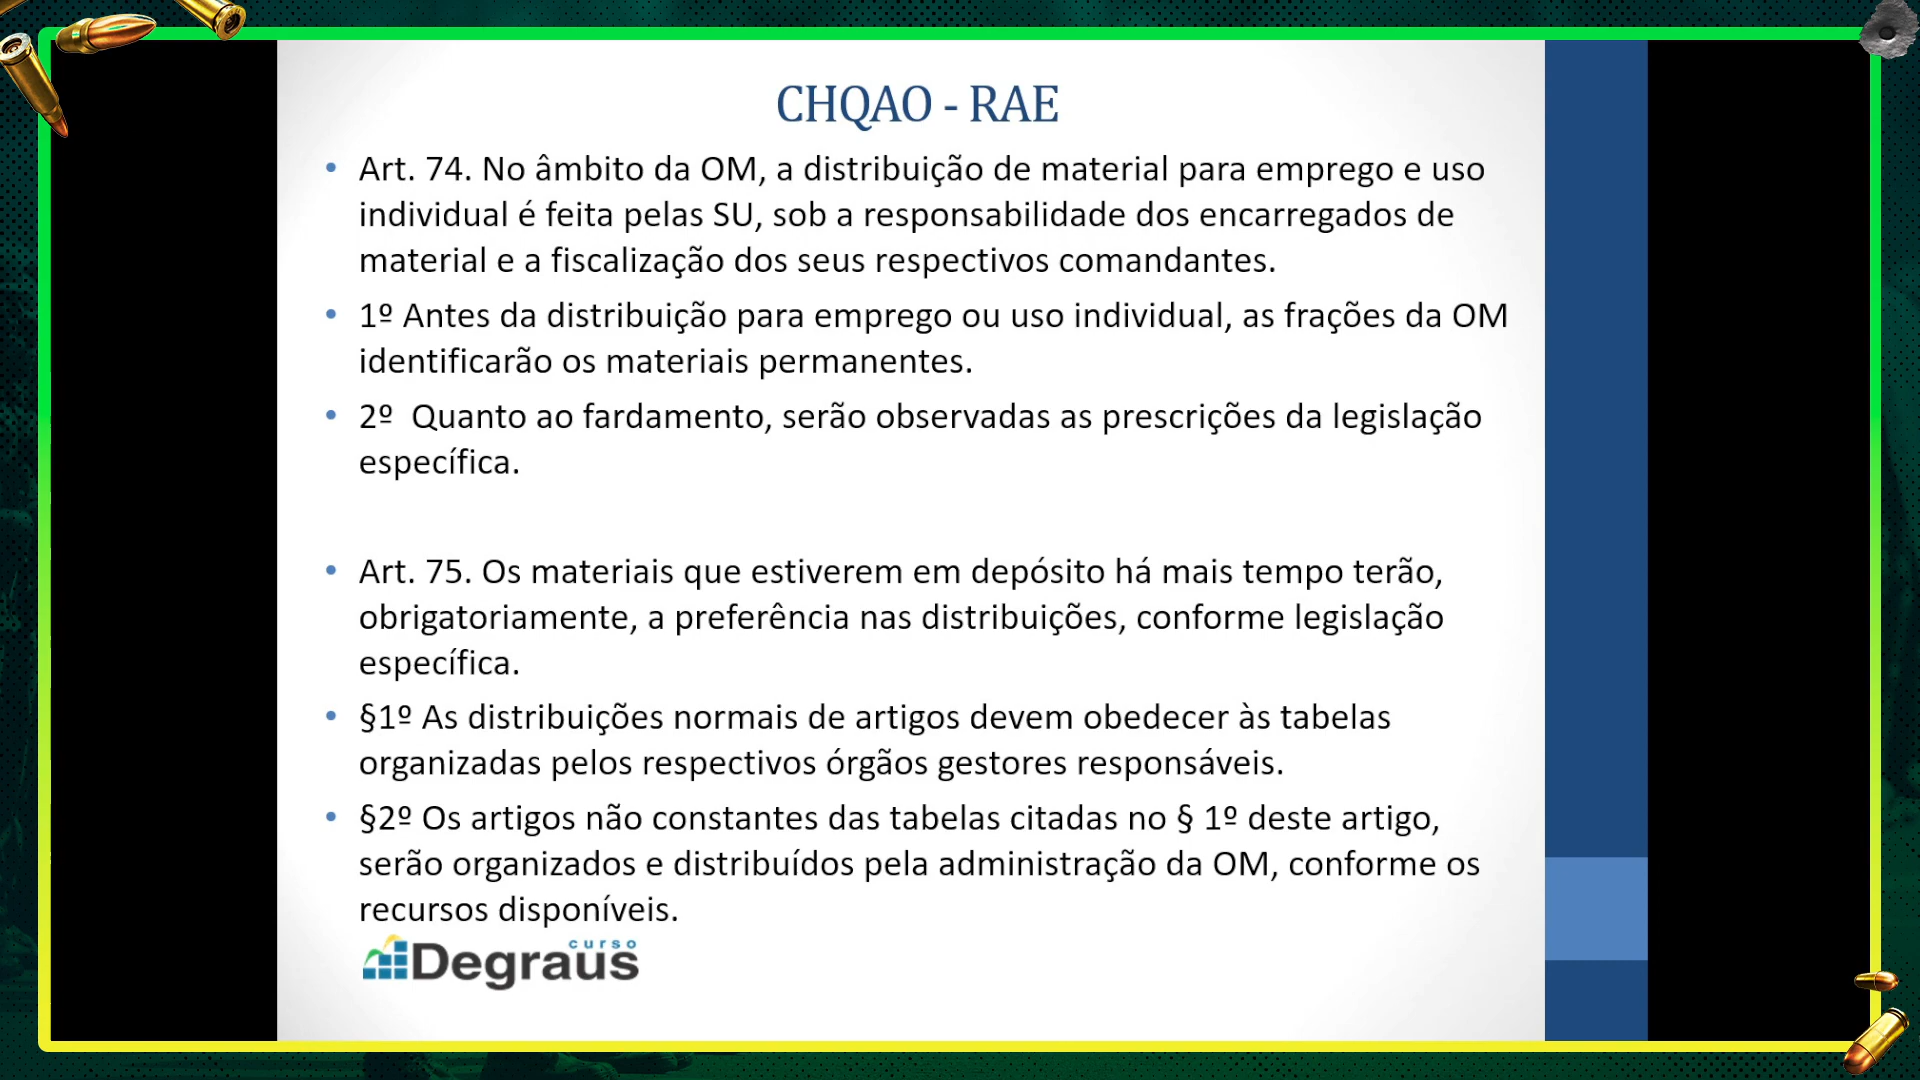 CHQAO - RAE
• Art. 74. No âmbito da OM, a distribuição de material para emprego e uso
individual é feita pelas SU, sob a responsabilidade dos encarregados de
material e a fiscalização dos seus respectivos comandantes.
• 1º Antes da distribuição para emprego ou uso individual, as frações da OM
identificarão os materiais permanentes.
• 2º  Quanto ao fardamento, serão observadas as prescrições da legislação
específica.
• Art. 75. Os materiais que estiverem em depósito há mais tempo terão,
obrigatoriamente, a preferência nas distribuições, conforme legislação
específica.
• §1º As distribuições normais de artigos devem obedecer às tabelas
organizadas pelos respectivos órgãos gestores responsáveis.
• §2º Os artigos não constantes das tabelas citadas no § 1º deste artigo,
serão organizados e distribuídos pela administração da OM, conforme os
recursos disponíveis.
curso
Degraus